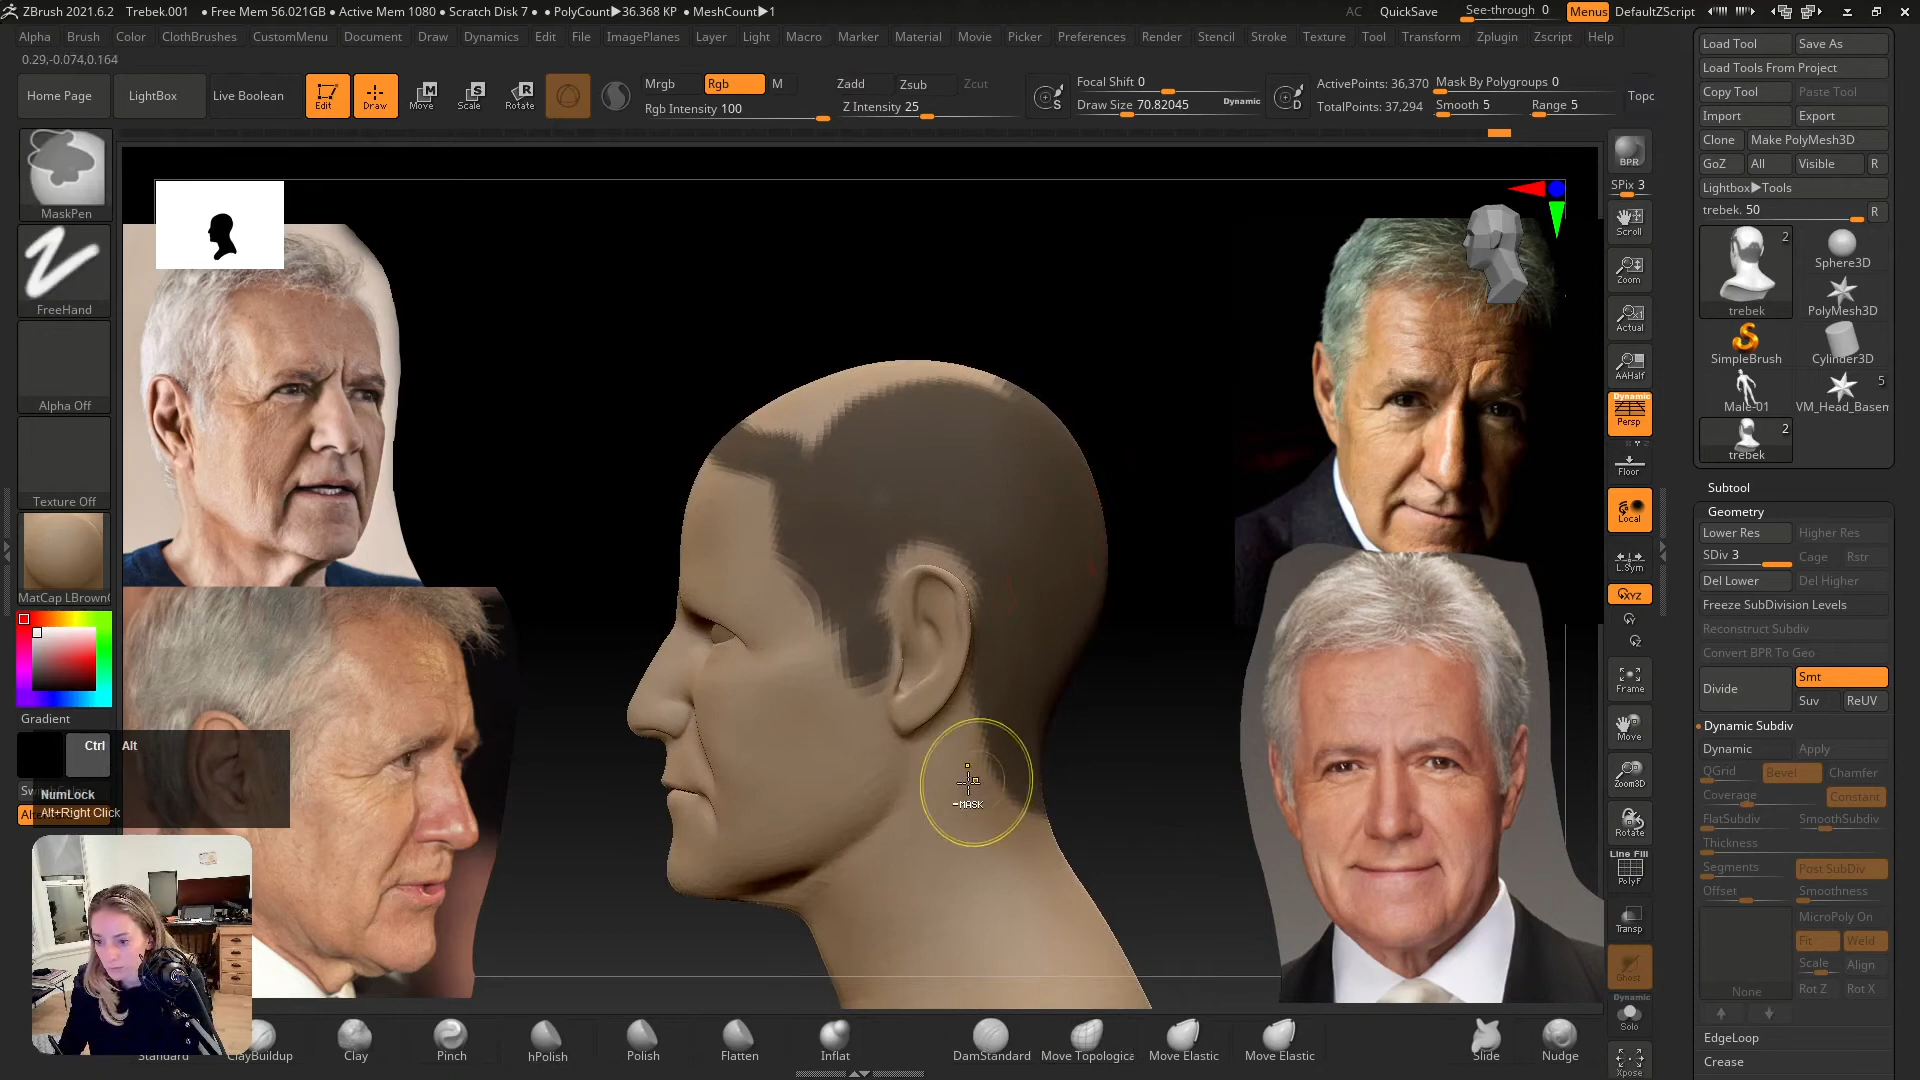 ZBrush 2021.6.2 Trebek.001 ● Free Mem 56.021GB ● Active Mem 1080 ● Scratch Disk 7 ● ● PolyCount▶36.368 KP ● MeshCount▶1 AC QuickSave See-through 0 Menus DefaultZScript
Alpha Brush Color ClothBrushes CustomMenu Document Draw Dynamics Edit File ImagePlanes Layer Light Macro Marker Material Movie Picker Preferences Render Stencil Stroke Texture Tool Transform Zplugin Zscript Help
0.29,-0.074,0.164
Home Page LightBox Live Boolean Edit Draw Move Scale Rotate
Mrgb Rgb M
Rgb Intensity 100
Zadd Zsub Zcut
Z Intensity 25
Focal Shift 0
Draw Size 70.82045 Dynamic
ActivePoints: 36,370
TotalPoints: 37,294
Mask By Polygroups 0
Smooth 5 Range 5
Topc
MaskPen
FreeHand
Alpha Off
Texture Off
MatCap LBrown
Gradient
Ctrl Alt
NumLock
Alt+Right Click
-MASK
Standard ClayBuildup Clay Pinch hPolish Polish Flatten Inflat DamStandard Move Topologica Move Elastic Move Elastic Slide Nudge
BPR
SPix 3
Scroll
Zoom
Actual
AAHalf
Dynamic
Persp
Floor
Local
L.Sym
XYZ
Frame
Move
Zoom3D
Rotate
Line Fill
PolyF
Transp
Ghost
Dynamic
Solo
Xpose
Load Tool Save As
Load Tools From Project
Copy Tool Paste Tool
Import Export
Clone Make PolyMesh3D
GoZ All Visible R
Lightbox▶Tools
trebek. 50 R
2
trebek
Sphere3D
PolyMesh3D
SimpleBrush Cylinder3D
5
Male-01 VM_Head_Basem
2
trebek
Subtool
Geometry
Lower Res Higher Res
SDiv 3 Cage Rstr
Del Lower Del Higher
Freeze SubDivision Levels
Reconstruct Subdiv
Convert BPR To Geo
Divide Smt
Suv ReUV
Dynamic Subdiv
Dynamic Apply
QGrid Bevel Chamfer
Coverage Constant
FlatSubdiv SmoothSubdiv
Thickness
Segments Post SubDiv
Offset Smoothness
MicroPoly On
Fit Weld
Scale Align
None Rot Z Rot X
EdgeLoop
Crease